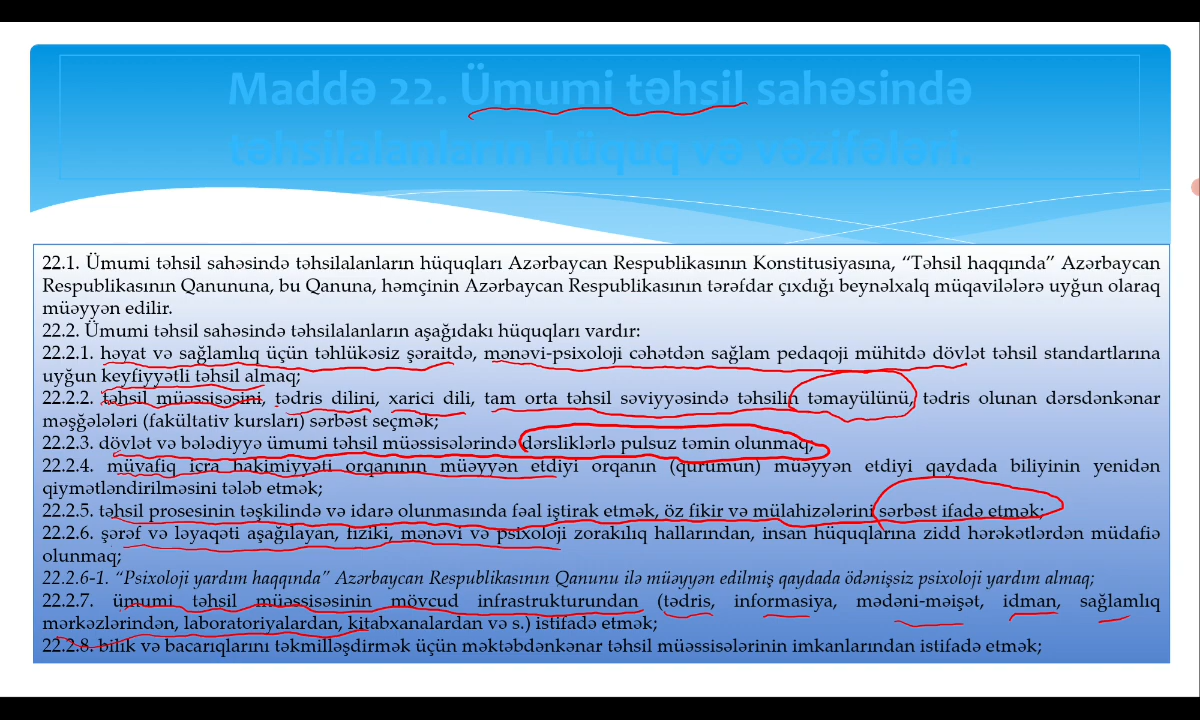 Maddə 22. Ümumi təhsil sahəsində
təhsilalanların hüquq və vəzifələri.
22.1. Ümumi təhsil sahəsində təhsilalanların hüquqları Azərbaycan Respublikasının Konstitusiyasına, “Təhsil haqqında” Azərbaycan
Respublikasının Qanununa, bu Qanuna, həmçinin Azərbaycan Respublikasının tərəfdar çıxdığı beynəlxalq müqavilələrə uyğun olaraq
müəyyən edilir.
22.2. Ümumi təhsil sahəsində təhsilalanların aşağıdakı hüquqları vardır:
22.2.1. həyat və sağlamlıq üçün təhlükəsiz şəraitdə, mənəvi-psixoloji cəhətdən sağlam pedaqoji mühitdə dövlət təhsil standartlarına
uyğun keyfiyyətli təhsil almaq;
22.2.2. təhsil müəssisəsini, tədris dilini, xarici dili, tam orta təhsil səviyyəsində təhsilin təmayülünü, tədris olunan dərsdənkənar
məşğələləri (fakültativ kursları) sərbəst seçmək;
22.2.3. dövlət və bələdiyyə ümumi təhsil müəssisələrində dərsliklərlə pulsuz təmin olunmaq;
22.2.4. müvafiq icra hakimiyyəti orqanının müəyyən etdiyi orqanın (qurumun) müəyyən etdiyi qaydada biliyinin yenidən
qiymətləndirilməsini tələb etmək;
22.2.5. təhsil prosesinin təşkilində və idarə olunmasında fəal iştirak etmək, öz fikir və mülahizələrini sərbəst ifadə etmək;
22.2.6. şərəf və ləyaqəti aşağılayan, fiziki, mənəvi və psixoloji zorakılıq hallarından, insan hüquqlarına zidd hərəkətlərdən müdafiə
olunmaq;
22.2.6-1. “Psixoloji yardım haqqında” Azərbaycan Respublikasının Qanunu ilə müəyyən edilmiş qaydada ödənişsiz psixoloji yardım almaq;
22.2.7. ümumi təhsil müəssisəsinin mövcud infrastrukturundan (tədris, informasiya, mədəni-məişət, idman, sağlamlıq
mərkəzlərindən, laboratoriyalardan, kitabxanalardan və s.) istifadə etmək;
22.2.8. bilik və bacarıqlarını təkmilləşdirmək üçün məktəbdənkənar təhsil müəssisələrinin imkanlarından istifadə etmək;